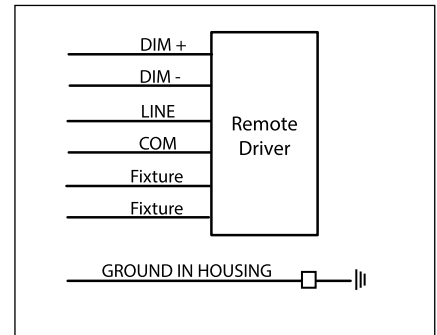 DIM +
DIM -
LINE
COM
Fixture
Fixture
Remote
Driver
GROUND IN HOUSING